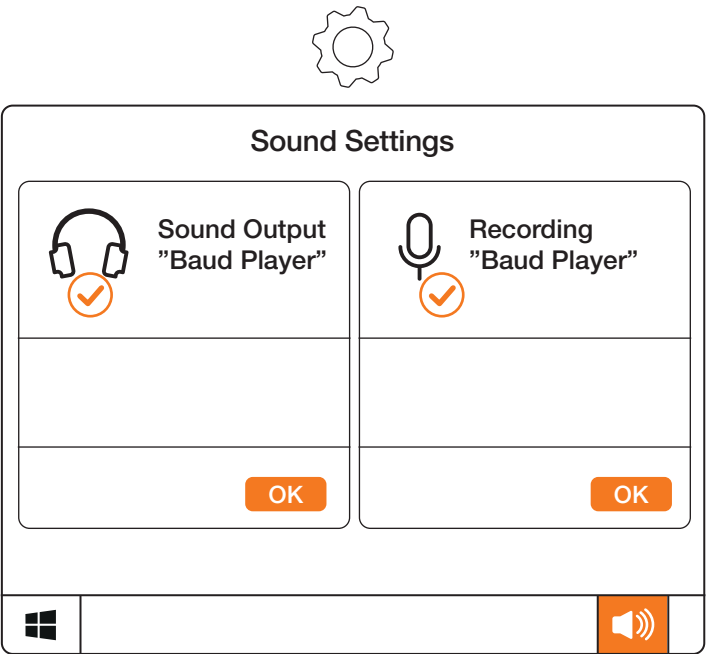 Sound Settings
Sound Output
”Baud Player”
Recording
”Baud Player”
OK
OK